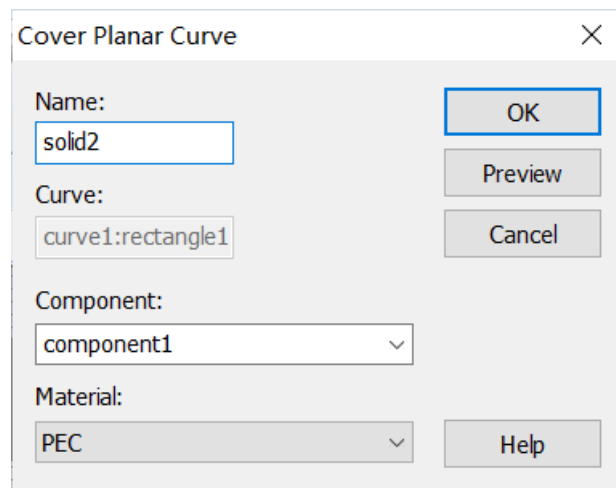 Cover Planar Curve
Name:
solid2
OK
Preview
Curve:
curve1:rectangle1
Cancel
Component:
component1
Material:
PEC
Help